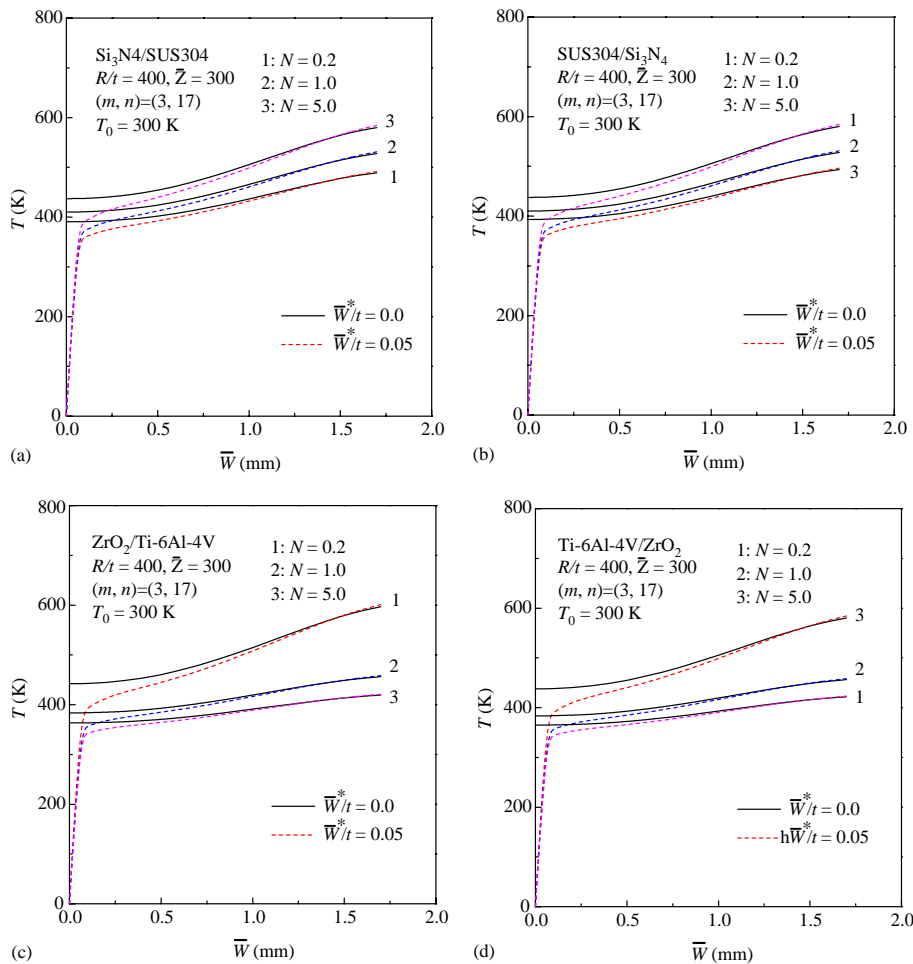 800
600
400
200
0
T (K)
Si3N4/SUS304
R/t = 400, Z̄ = 300
(m, n)=(3, 17)
T0 = 300 K
1: N = 0.2
2: N = 1.0
3: N = 5.0
3
2
1
W̄*/t = 0.0
W̄*/t = 0.05
0.0 0.5 1.0 1.5 2.0
(a)
W̄ (mm)
800
600
400
200
0
T (K)
SUS304/Si3N4
R/t = 400, Z̄ = 300
(m, n)=(3, 17)
T0 = 300 K
1: N = 0.2
2: N = 1.0
3: N = 5.0
1
2
3
W̄*/t = 0.0
W̄*/t = 0.05
0.0 0.5 1.0 1.5 2.0
(b)
W̄ (mm)
800
600
400
200
0
T (K)
ZrO2/Ti-6Al-4V
R/t = 400, Z̄ = 300
(m, n)=(3, 17)
T0 = 300 K
1: N = 0.2
2: N = 1.0
3: N = 5.0
1
2
3
W̄*/t = 0.0
W̄*/t = 0.05
0.0 0.5 1.0 1.5 2.0
(c)
W̄ (mm)
800
600
400
200
0
T (K)
Ti-6Al-4V/ZrO2
R/t = 400, Z̄ = 300
(m, n)=(3, 17)
T0 = 300 K
1: N = 0.2
2: N = 1.0
3: N = 5.0
3
2
1
W̄*/t = 0.0
hW̄*/t = 0.05
0.0 0.5 1.0 1.5 2.0
(d)
W̄ (mm)